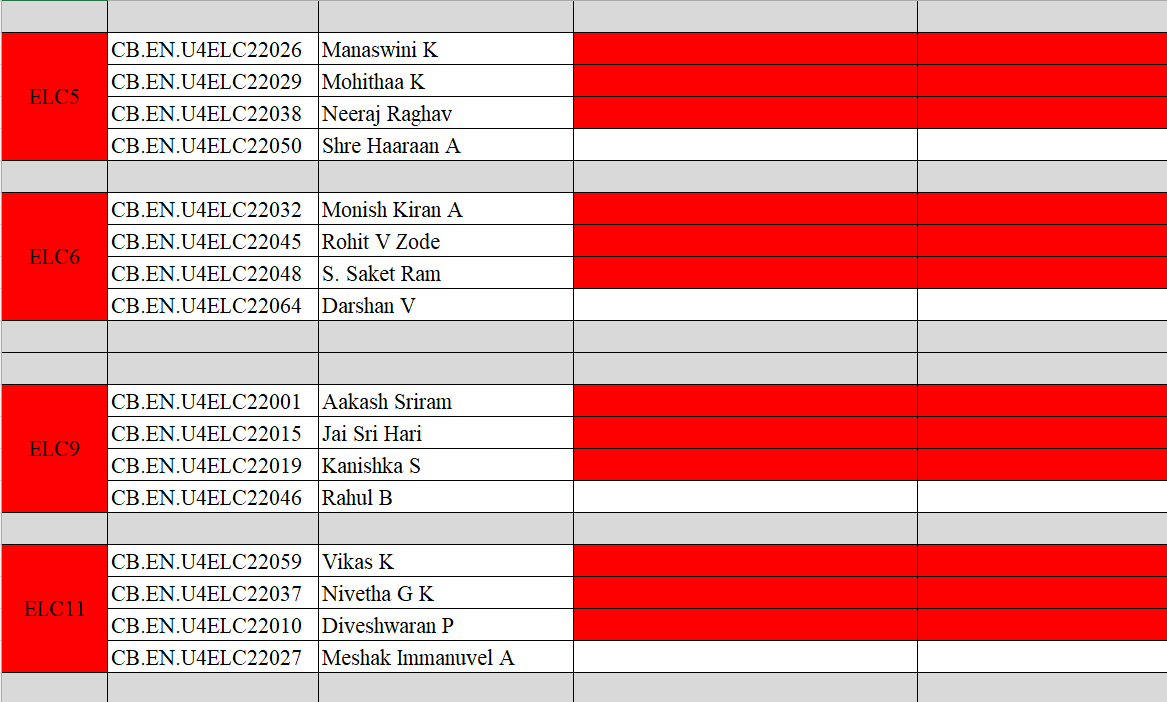 ELC5
CB.EN.U4ELC22026 Manaswini K
CB.EN.U4ELC22029 Mohithaa K
CB.EN.U4ELC22038 Neeraj Raghav
CB.EN.U4ELC22050 Shre Haaraan A
ELC6
CB.EN.U4ELC22032 Monish Kiran A
CB.EN.U4ELC22045 Rohit V Zode
CB.EN.U4ELC22048 S. Saket Ram
CB.EN.U4ELC22064 Darshan V
ELC9
CB.EN.U4ELC22001 Aakash Sriram
CB.EN.U4ELC22015 Jai Sri Hari
CB.EN.U4ELC22019 Kanishka S
CB.EN.U4ELC22046 Rahul B
ELC11
CB.EN.U4ELC22059 Vikas K
CB.EN.U4ELC22037 Nivetha G K
CB.EN.U4ELC22010 Diveshwaran P
CB.EN.U4ELC22027 Meshak Immanuvel A